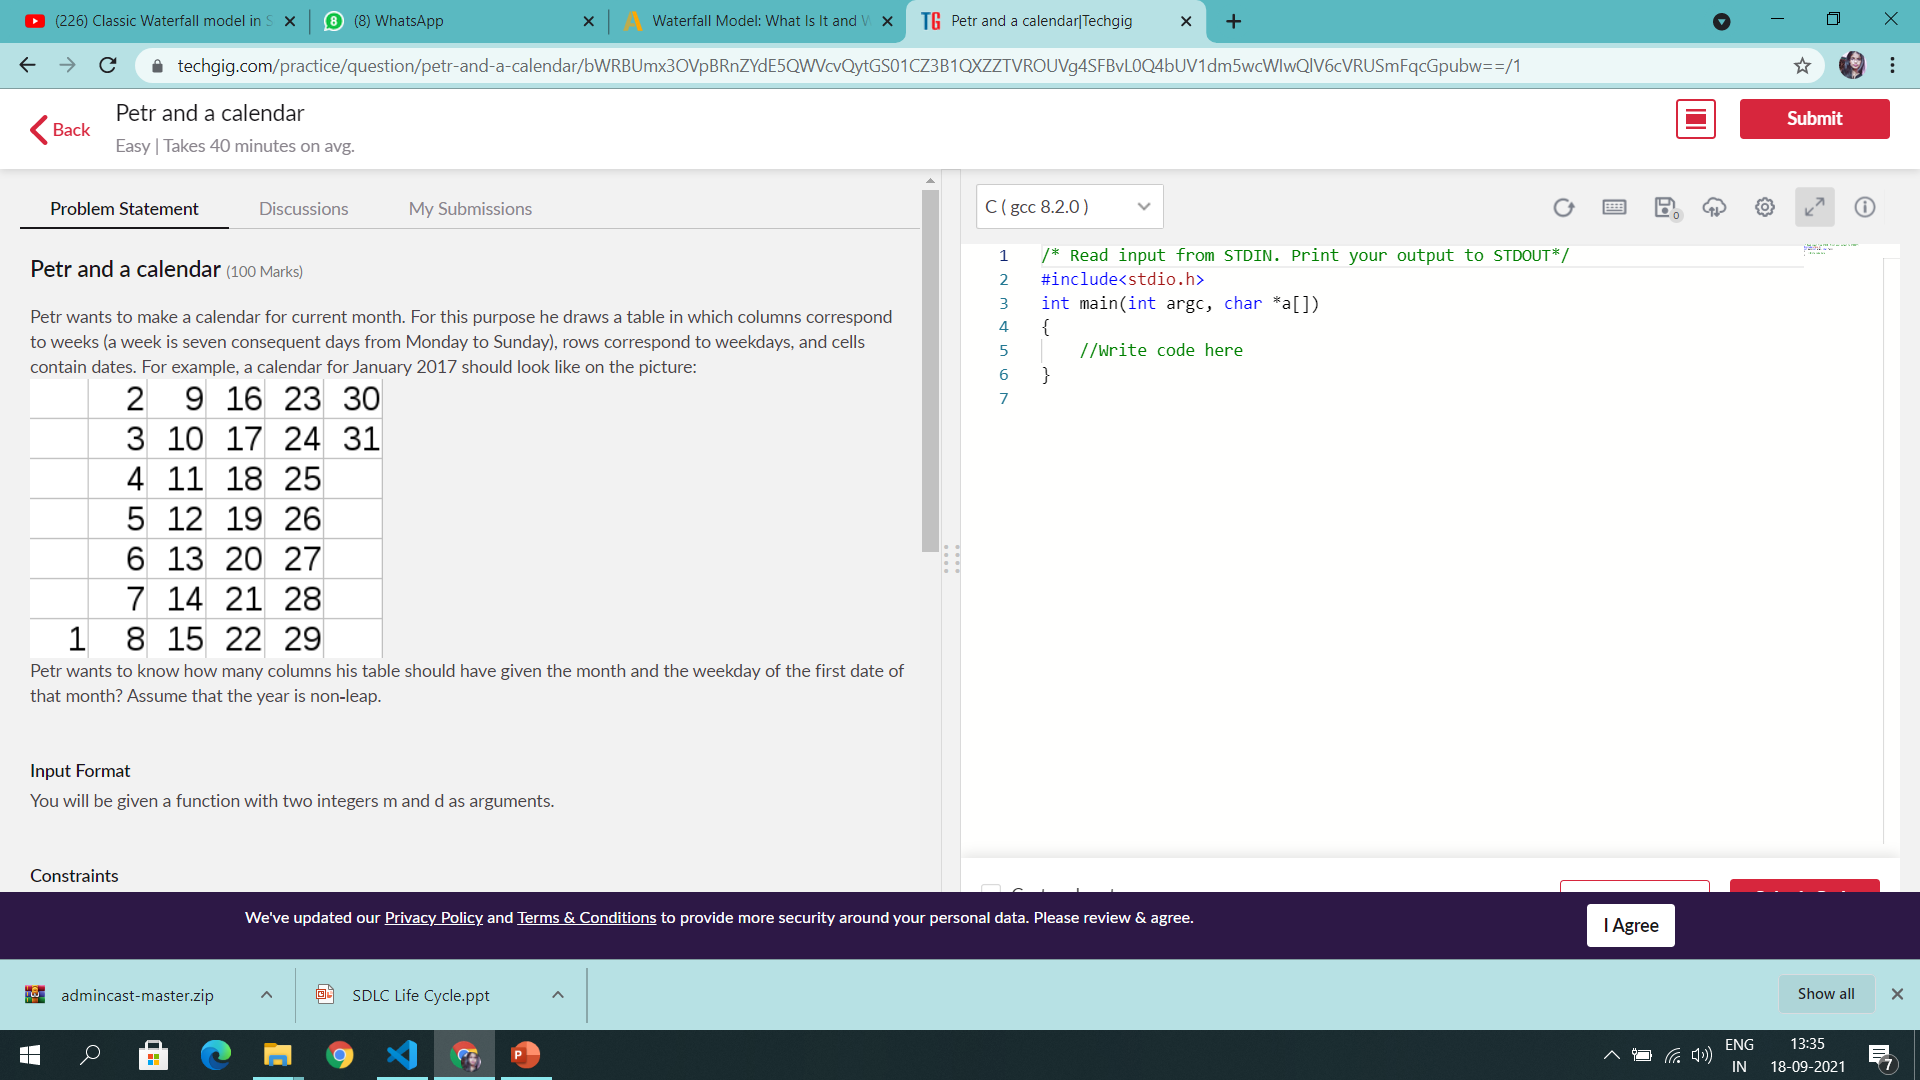 (226) Classic Waterfall model in S
(8) WhatsApp
Waterfall Model: What Is It and W
TG Petr and a calendar|Techgig
techgig.com/practice/question/petr-and-a-calendar/bWRBUmx3OVpBRnZYdE5QWVcvQytGS01CZ3B1QXZZTVROUVg4SFBvL0Q4bUV1dm5wcWIwQlV6cVRUSmFqcGpubw==/1
Back
Petr and a calendar
Easy | Takes 40 minutes on avg.
Submit
Problem Statement
Discussions
My Submissions
Petr and a calendar (100 Marks)
Petr wants to make a calendar for current month. For this purpose he draws a table in which columns correspond
to weeks (a week is seven consequent days from Monday to Sunday), rows correspond to weekdays, and cells
contain dates. For example, a calendar for January 2017 should look like on the picture:
2 9 16 23 30
3 10 17 24 31
4 11 18 25
5 12 19 26
6 13 20 27
7 14 21 28
1 8 15 22 29
Petr wants to know how many columns his table should have given the month and the weekday of the first date of
that month? Assume that the year is non-leap.
Input Format
You will be given a function with two integers m and d as arguments.
Constraints
C ( gcc 8.2.0 )
0
1 /* Read input from STDIN. Print your output to STDOUT*/
2 #include<stdio.h>
3 int main(int argc, char *a[])
4 {
5 //Write code here
6 }
7
We've updated our Privacy Policy and Terms & Conditions to provide more security around your personal data. Please review & agree.
I Agree
admincast-master.zip
SDLC Life Cycle.ppt
Show all
ENG
IN
13:35
18-09-2021
7